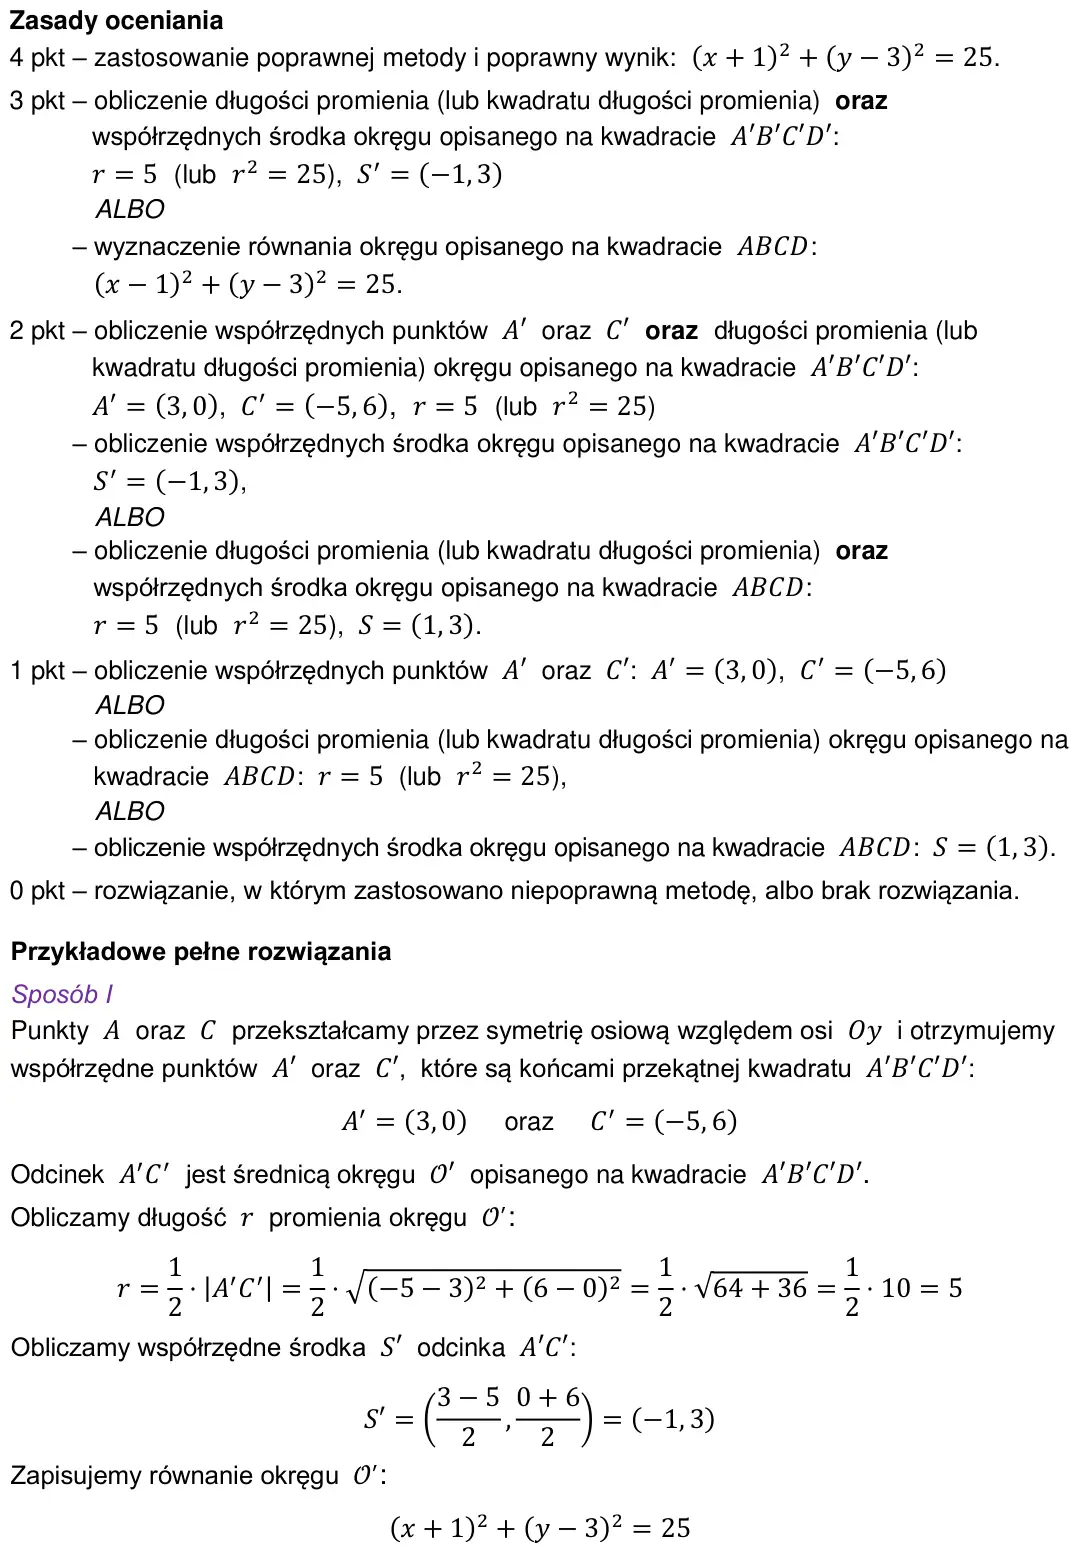 Zasady oceniania
4 pkt – zastosowanie poprawnej metody i poprawny wynik: (x + 1)² + (y − 3)² = 25.
3 pkt – obliczenie długości promienia (lub kwadratu długości promienia) oraz
współrzędnych środka okręgu opisanego na kwadracie A′B′C′D′:
r = 5 (lub r² = 25), S′ = (−1, 3)
ALBO
– wyznaczenie równania okręgu opisanego na kwadracie ABCD:
(x − 1)² + (y − 3)² = 25.
2 pkt – obliczenie współrzędnych punktów A′ oraz C′ oraz długości promienia (lub
kwadratu długości promienia) okręgu opisanego na kwadracie A′B′C′D′:
A′ = (3, 0), C′ = (−5, 6), r = 5 (lub r² = 25)
– obliczenie współrzędnych środka okręgu opisanego na kwadracie A′B′C′D′:
S′ = (−1, 3),
ALBO
– obliczenie długości promienia (lub kwadratu długości promienia) oraz
współrzędnych środka okręgu opisanego na kwadracie ABCD:
r = 5 (lub r² = 25), S = (1, 3).
1 pkt – obliczenie współrzędnych punktów A′ oraz C′: A′ = (3, 0), C′ = (−5, 6)
ALBO
– obliczenie długości promienia (lub kwadratu długości promienia) okręgu opisanego na
kwadracie ABCD: r = 5 (lub r² = 25),
ALBO
– obliczenie współrzędnych środka okręgu opisanego na kwadracie ABCD: S = (1, 3).
0 pkt – rozwiązanie, w którym zastosowano niepoprawną metodę, albo brak rozwiązania.
Przykładowe pełne rozwiązania
Sposób I
Punkty A oraz C przekształcamy przez symetrię osiową względem osi Oy i otrzymujemy
współrzędne punktów A′ oraz C′, które są końcami przekątnej kwadratu A′B′C′D′:
A′ = (3, 0) oraz C′ = (−5, 6)
Odcinek A′C′ jest średnicą okręgu 𝒪′ opisanego na kwadracie A′B′C′D′.
Obliczamy długość r promienia okręgu 𝒪′:
r = 1/2 · |A′C′| = 1/2 · √((−5 − 3)² + (6 − 0)²) = 1/2 · √(64 + 36) = 1/2 · 10 = 5
Obliczamy współrzędne środka S′ odcinka A′C′:
S′ = ((3 − 5)/2, (0 + 6)/2) = (−1, 3)
Zapisujemy równanie okręgu 𝒪′:
(x + 1)² + (y − 3)² = 25